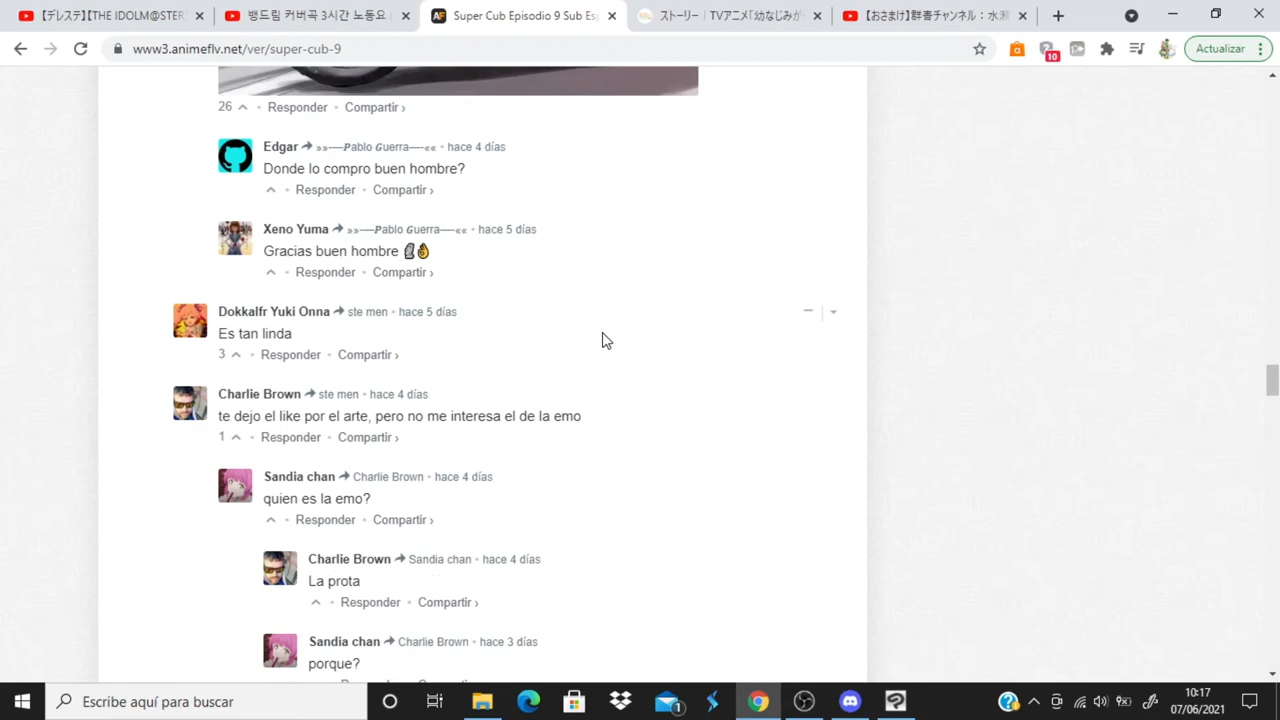 【デレステ】【THE IDOLM@STER
뱅드림 커버곡 3시간 노동요
Super Cub Episodio 9 Sub Esp
ストーリー｜TVアニメ「幼なじみが
【おさまけ】群書チャンネル：水瀬
www3.animeflv.net/ver/super-cub-9
10
Actualizar
26 • Responder • Compartir ›
Edgar »»—–Pablo Guerra—–«« • hace 4 días
Donde lo compro buen hombre?
• Responder • Compartir ›
Xeno Yuma »»—–Pablo Guerra—–«« • hace 5 días
Gracias buen hombre
• Responder • Compartir ›
Dokkalfr Yuki Onna ste men • hace 5 días
Es tan linda
3 • Responder • Compartir ›
Charlie Brown ste men • hace 4 días
te dejo el like por el arte, pero no me interesa el de la emo
1 • Responder • Compartir ›
Sandia chan Charlie Brown • hace 4 días
quien es la emo?
• Responder • Compartir ›
Charlie Brown Sandia chan • hace 4 días
La prota
• Responder • Compartir ›
Sandia chan Charlie Brown • hace 3 días
porque?
Escribe aquí para buscar
1
10:17
07/06/2021